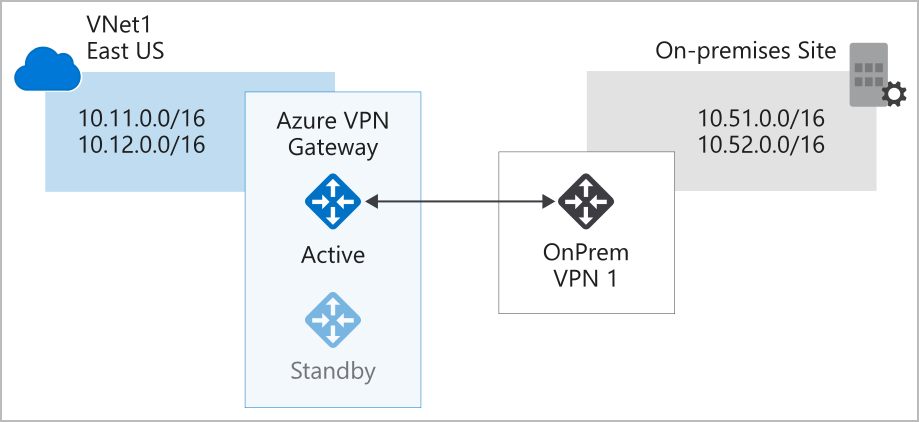 VNet1
East US
10.11.0.0/16
10.12.0.0/16
Azure VPN
Gateway
Active
Standby
On-premises Site
10.51.0.0/16
10.52.0.0/16
OnPrem
VPN 1